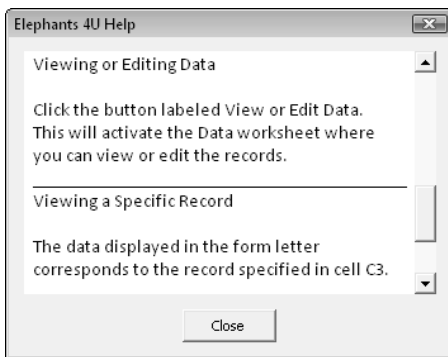 Elephants 4U Help
Viewing or Editing Data
Click the button labeled View or Edit Data.
This will activate the Data worksheet where
you can view or edit the records.
Viewing a Specific Record
The data displayed in the form letter
corresponds to the record specified in cell C3.
Close